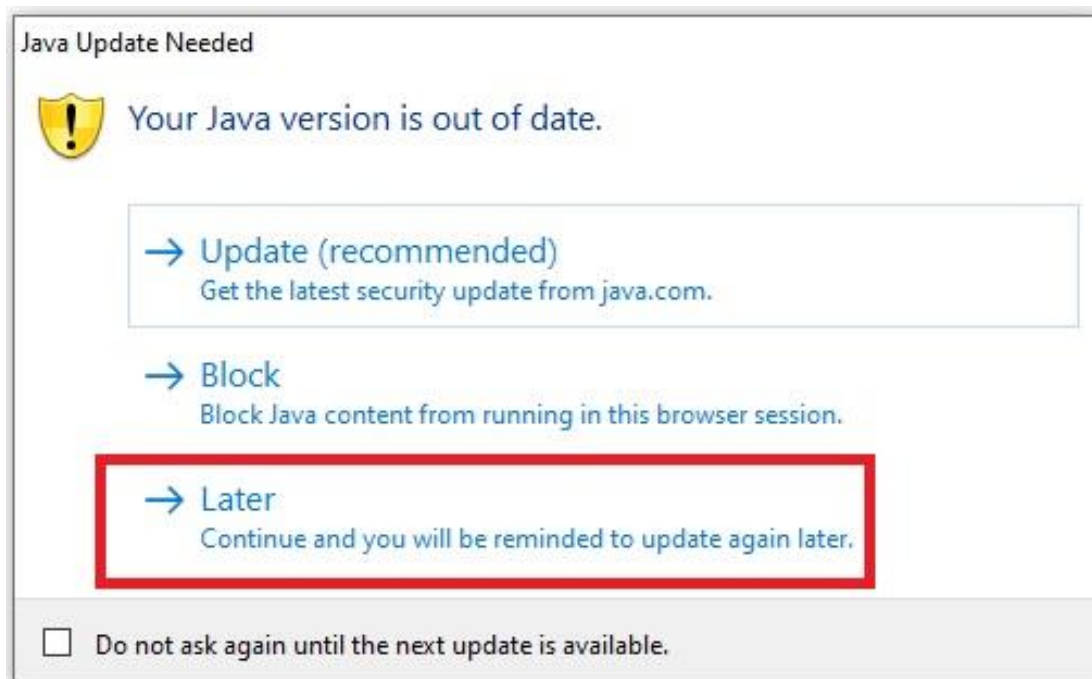 Java Update Needed
Your Java version is out of date.
Update (recommended)
Get the latest security update from java.com.
Block
Block Java content from running in this browser session.
Later
Continue and you will be reminded to update again later.
Do not ask again until the next update is available.